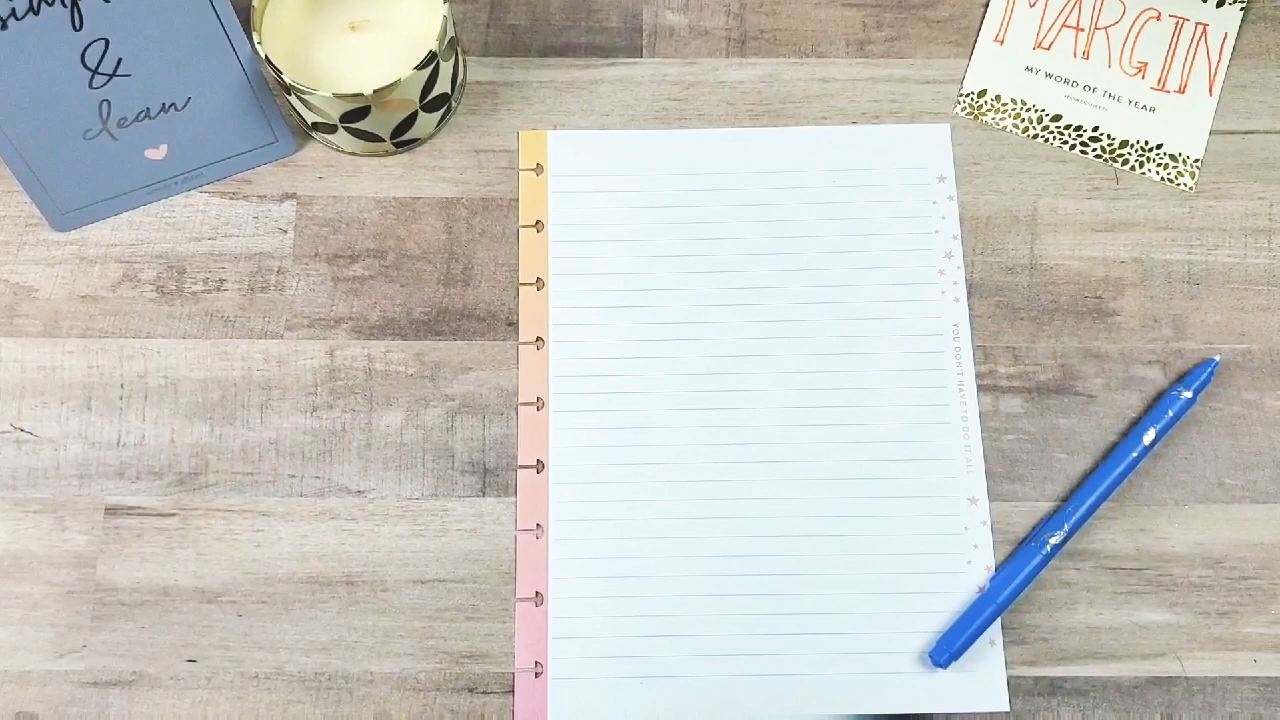 &
clean
MARGIN
MY WORD OF THE YEAR
YOU DON'T HAVE TO DO IT ALL